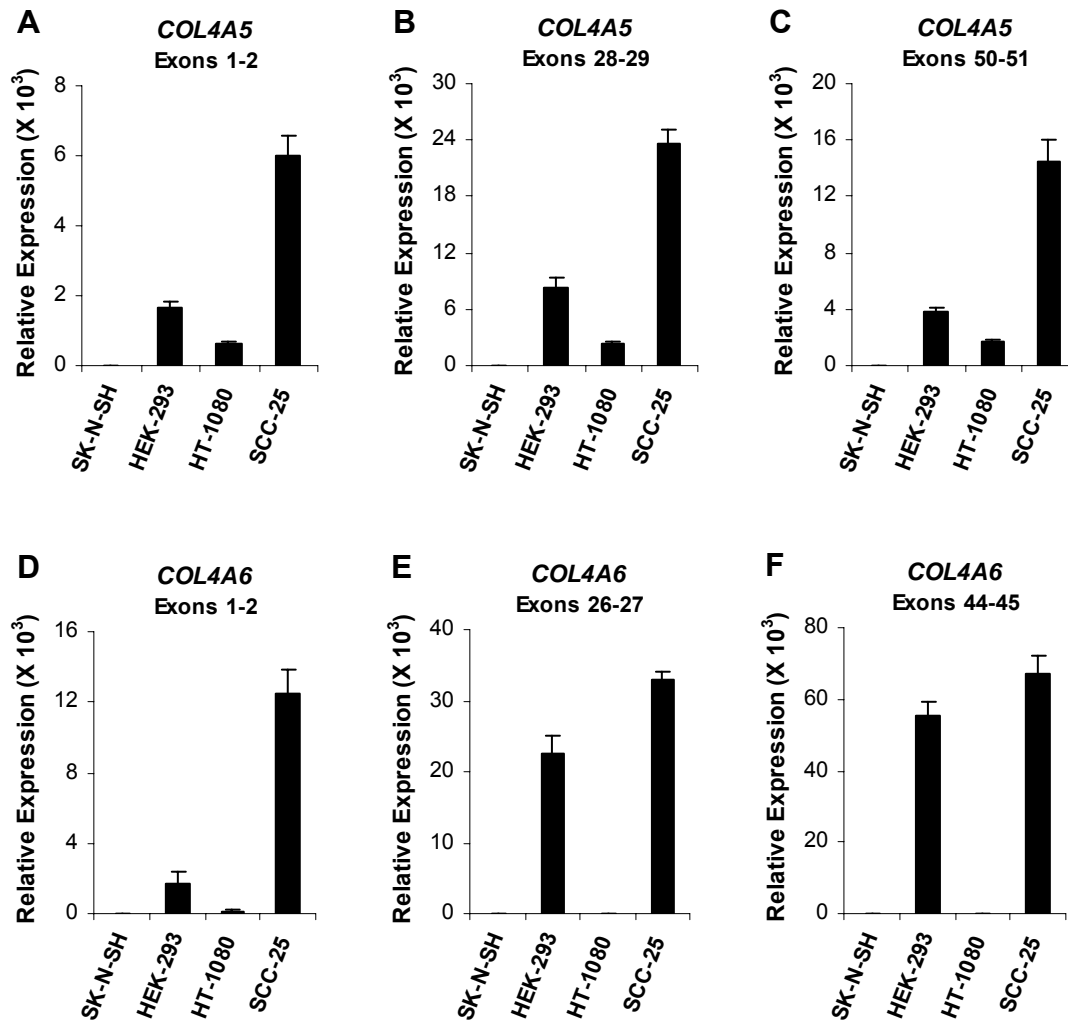 A
COL4A5
Exons 1-2
Relative Expression (X 10³)
8
6
4
2
0
SK-N-SH
HEK-293
HT-1080
SCC-25
B
COL4A5
Exons 28-29
Relative Expression (X 10³)
30
24
18
12
6
0
SK-N-SH
HEK-293
HT-1080
SCC-25
C
COL4A5
Exons 50-51
Relative Expression (X 10³)
20
16
12
8
4
0
SK-N-SH
HEK-293
HT-1080
SCC-25
D
COL4A6
Exons 1-2
Relative Expression (X 10³)
16
12
8
4
0
SK-N-SH
HEK-293
HT-1080
SCC-25
E
COL4A6
Exons 26-27
Relative Expression (X 10³)
40
30
20
10
0
SK-N-SH
HEK-293
HT-1080
SCC-25
F
COL4A6
Exons 44-45
Relative Expression (X 10³)
80
60
40
20
0
SK-N-SH
HEK-293
HT-1080
SCC-25